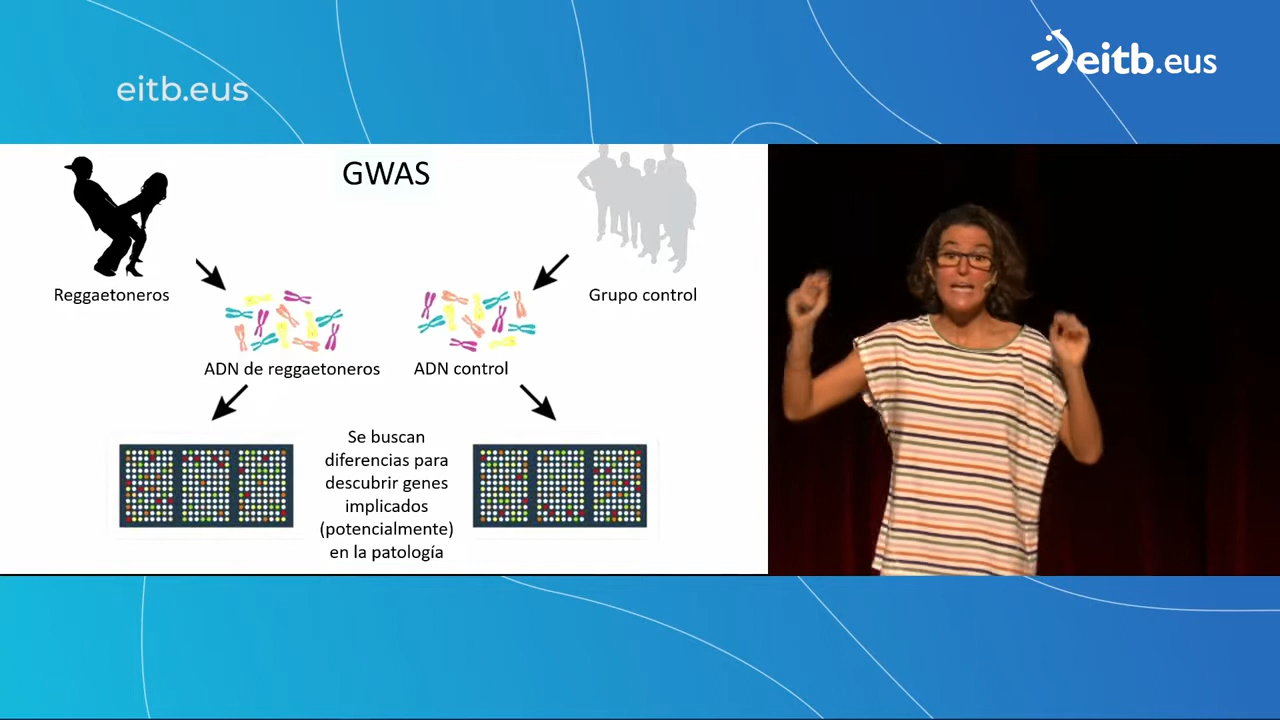 eitb.eus
eitb.eus
GWAS
Reggaetoneros
Grupo control
ADN de reggaetoneros
ADN control
Se buscan
diferencias para
descubrir genes
implicados
(potencialmente)
en la patología